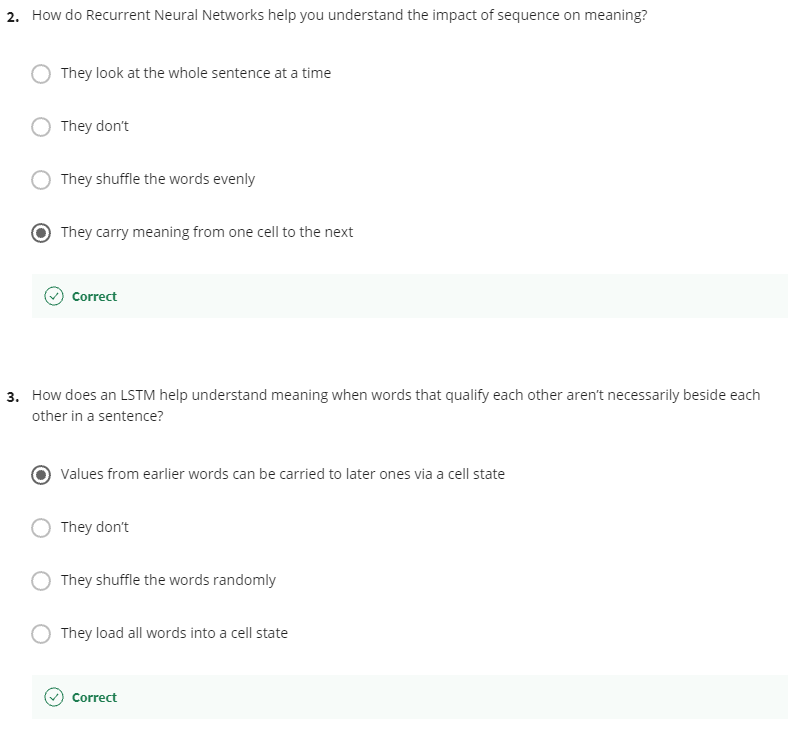 2. How do Recurrent Neural Networks help you understand the impact of sequence on meaning?
They look at the whole sentence at a time
They don't
They shuffle the words evenly
They carry meaning from one cell to the next
Correct
3. How does an LSTM help understand meaning when words that qualify each other aren't necessarily beside each
other in a sentence?
Values from earlier words can be carried to later ones via a cell state
They don't
They shuffle the words randomly
They load all words into a cell state
Correct